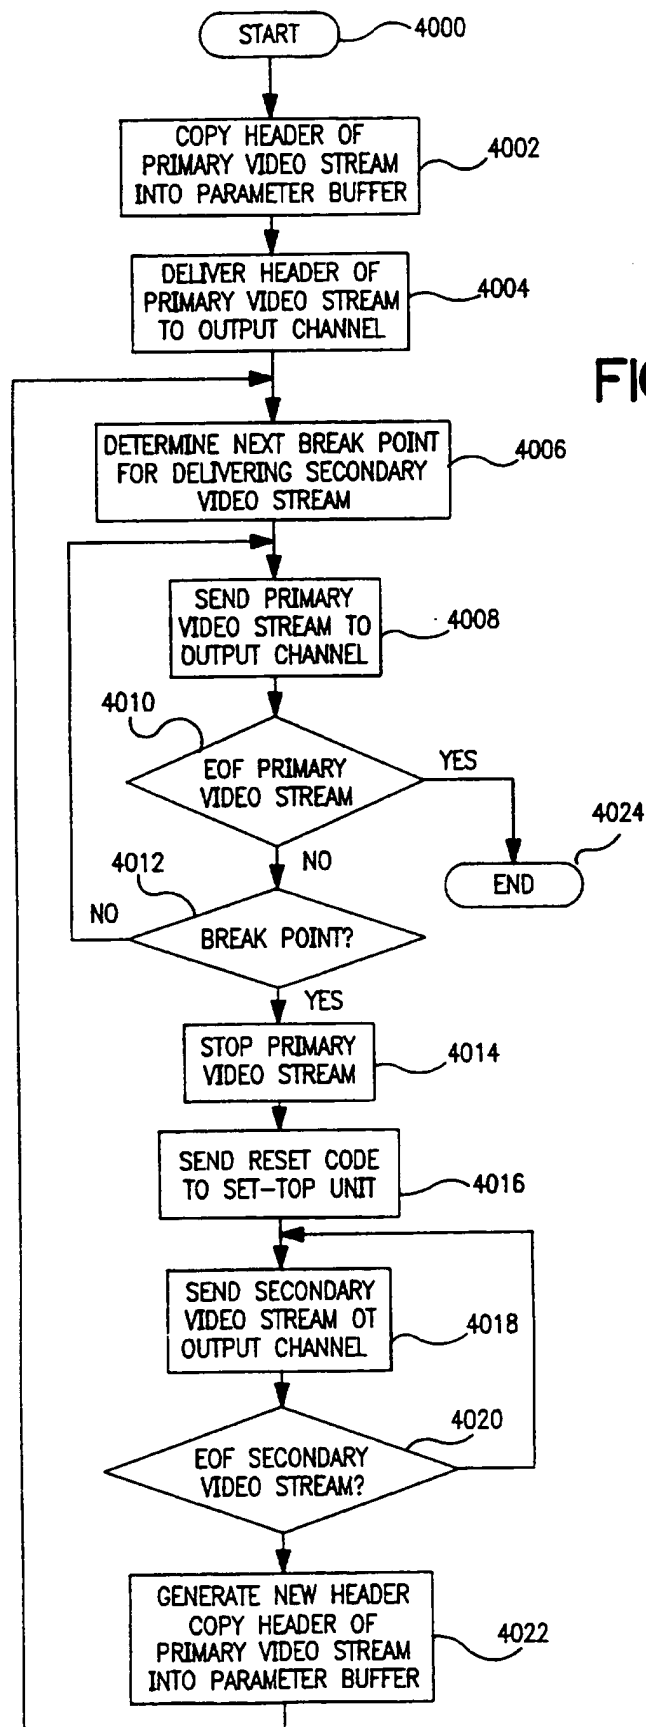 START
4000
COPY HEADER OF
PRIMARY VIDEO STREAM
INTO PARAMETER BUFFER
4002
DELIVER HEADER OF
PRIMARY VIDEO STREAM
TO OUTPUT CHANNEL
4004
FIG
DETERMINE NEXT BREAK POINT
FOR DELIVERING SECONDARY
VIDEO STREAM
4006
SEND PRIMARY
VIDEO STREAM TO
OUTPUT CHANNEL
4008
4010
EOF PRIMARY
VIDEO STREAM
YES
4024
END
NO
4012
NO
BREAK POINT?
YES
STOP PRIMARY
VIDEO STREAM
4014
SEND RESET CODE
TO SET-TOP UNIT
4016
SEND SECONDARY
VIDEO STREAM OT
OUTPUT CHANNEL
4018
4020
EOF SECONDARY
VIDEO STREAM?
GENERATE NEW HEADER
COPY HEADER OF
PRIMARY VIDEO STREAM
INTO PARAMETER BUFFER
4022